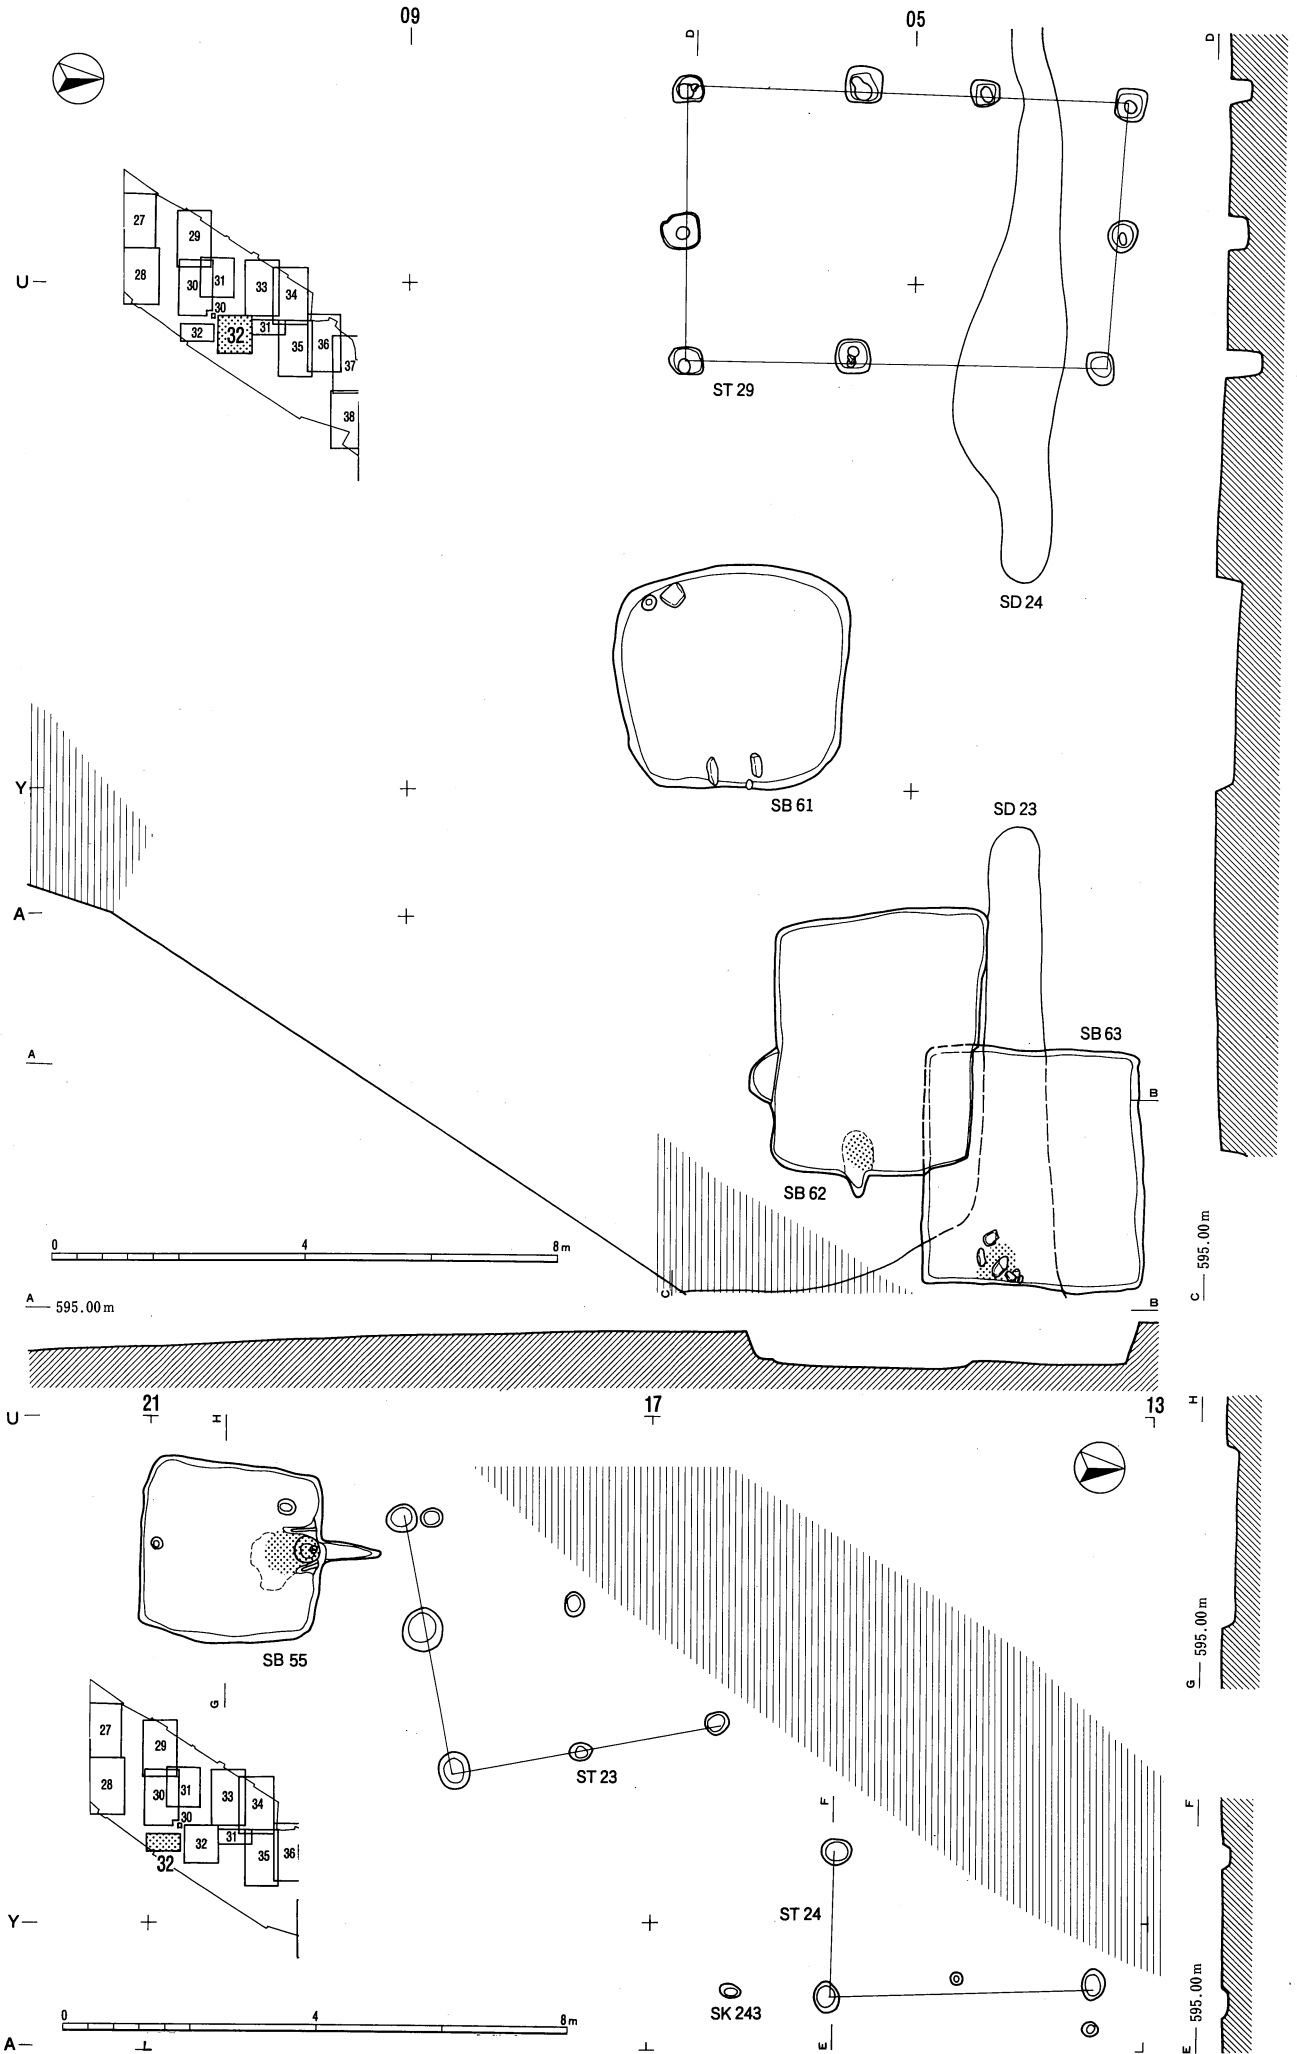 09
05
D
D
27
29
28
30
31
33
34
30
32
32
31
35
36
37
38
U
ST 29
SD 24
SB 61
Y
SD 23
A
A
SB 63
B
SB 62
0 4 8m
C
C 595.00m
A 595.00m
B
U
21
H
17
13
H
SB 55
G
G 595.00m
27
29
28
30
31
33
34
30
32
31
35
36
32
ST 23
F
F
ST 24
Y
SK 243
0 4 8m
A
E
E 595.00m